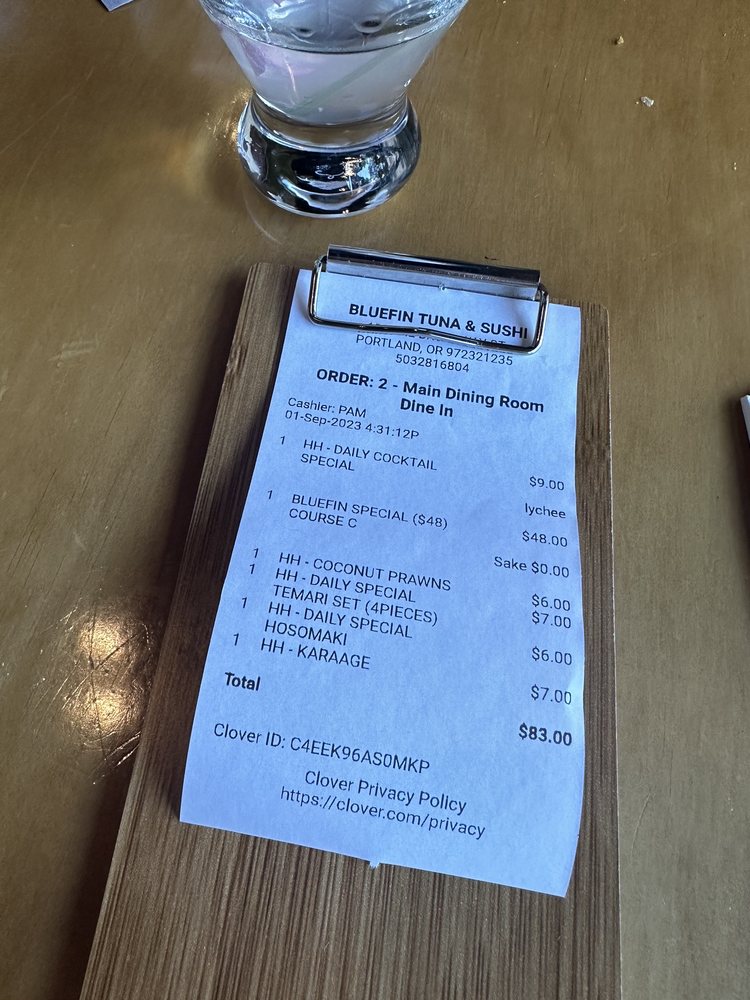 BLUEFIN TUNA & SUSHI
PORTLAND, OR 972321235
5032816804
ORDER: 2 - Main Dining Room
Dine In
Cashier: PAM
01-Sep-2023 4:31:12P
1 HH - DAILY COCKTAIL
SPECIAL
$9.00
lychee
1 BLUEFIN SPECIAL ($48)
COURSE C
$48.00
Sake $0.00
1 HH - COCONUT PRAWNS
$6.00
1 HH - DAILY SPECIAL
TEMARI SET (4PIECES)
$7.00
1 HH - DAILY SPECIAL
HOSOMAKI
$6.00
1 HH - KARAAGE
$7.00
Total
$83.00
Clover ID: C4EEK96AS0MKP
Clover Privacy Policy
https://clover.com/privacy